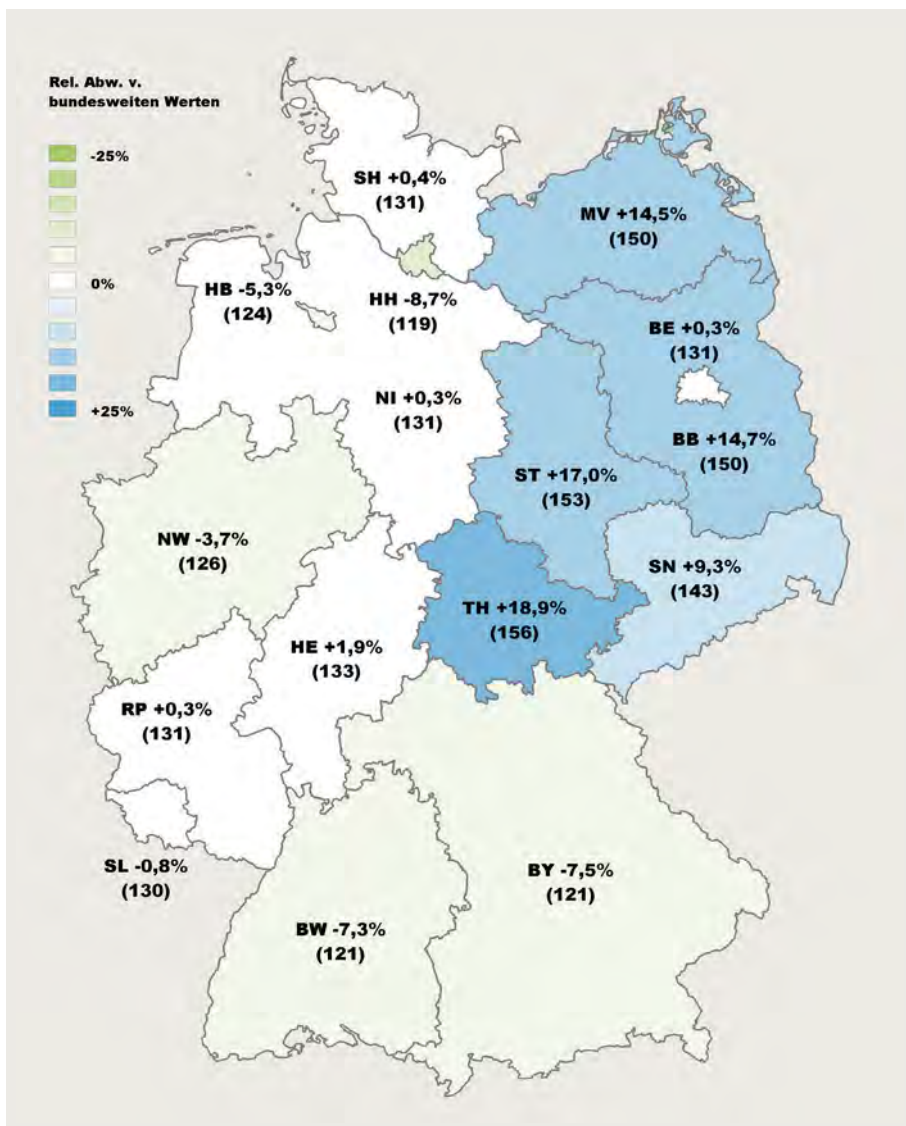 Rel. Abw. v.
bundesweiten Werten
-25%
0%
+25%
SH +0,4%
(131)
MV +14,5%
(150)
HB -5,3%
(124)
HH -8,7%
(119)
BE +0,3%
(131)
NI +0,3%
(131)
BB +14,7%
(150)
ST +17,0%
(153)
NW -3,7%
(126)
SN +9,3%
(143)
TH +18,9%
(156)
HE +1,9%
(133)
RP +0,3%
(131)
SL -0,8%
(130)
BY -7,5%
(121)
BW -7,3%
(121)